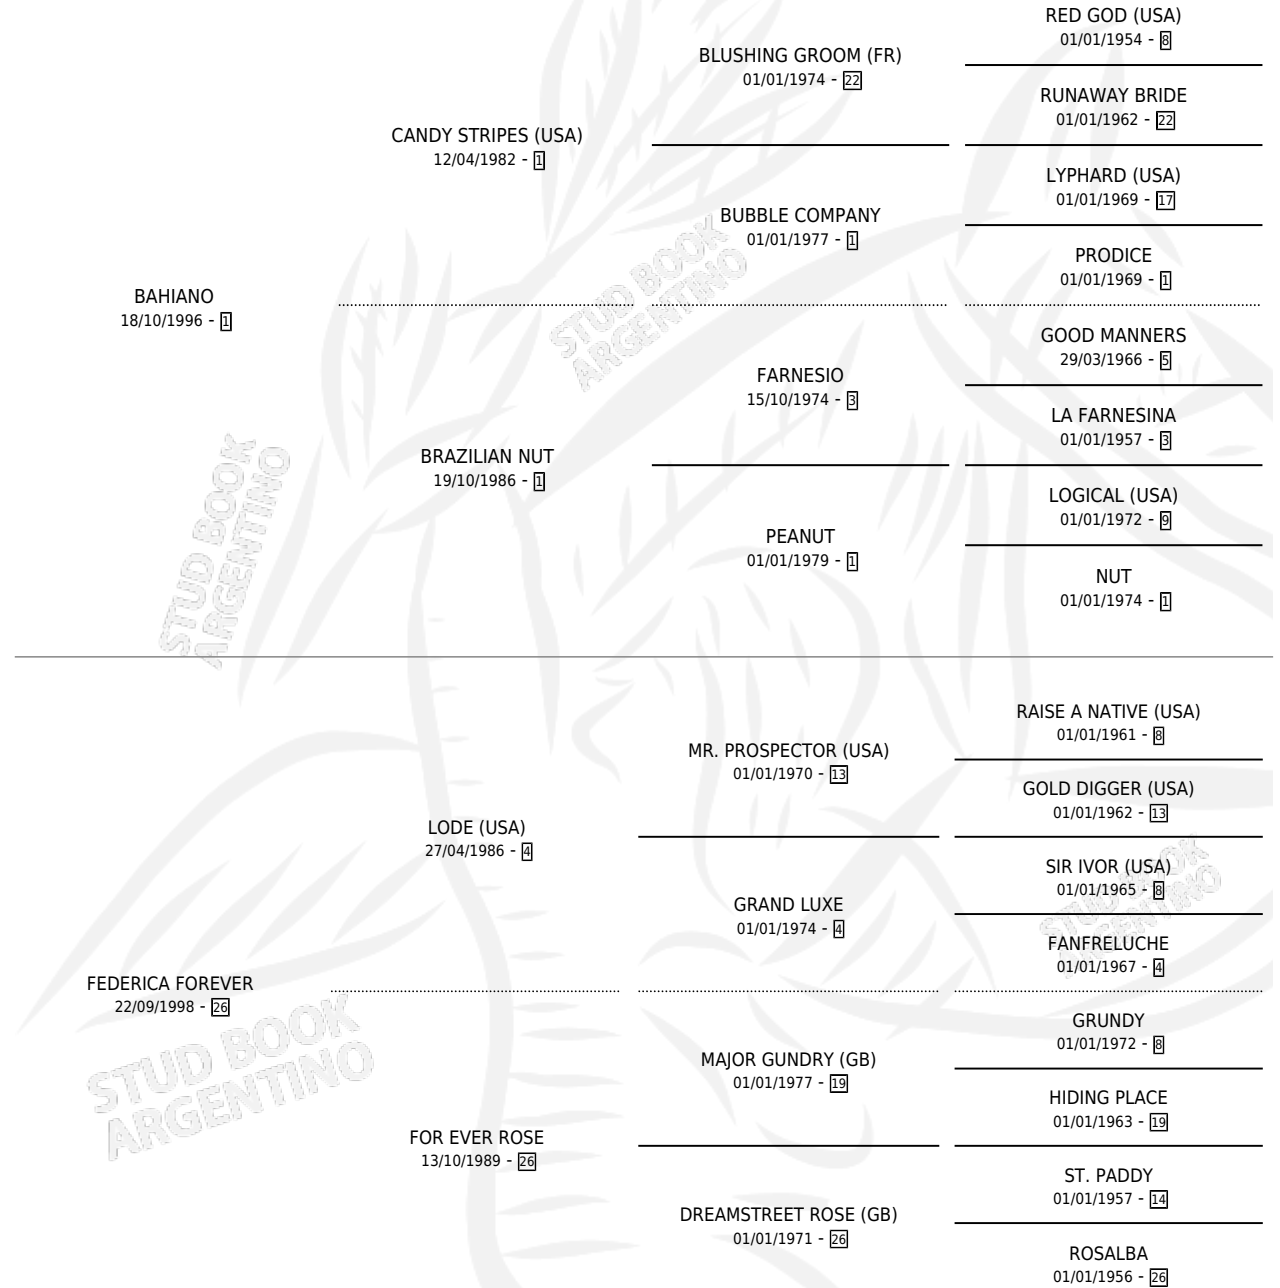 RED GOD (USA)
01/01/1954 - 8
BLUSHING GROOM (FR)
01/01/1974 - 22
RUNAWAY BRIDE
01/01/1962 - 22
CANDY STRIPES (USA)
12/04/1982 - 1
LYPHARD (USA)
01/01/1969 - 17
BUBBLE COMPANY
01/01/1977 - 1
PRODICE
01/01/1969 - 1
STUD BOOK
ARGENTINO
BAHIANO
18/10/1996 - 1
GOOD MANNERS
29/03/1966 - 5
FARNESIO
15/10/1974 - 3
LA FARNESINA
01/01/1957 - 3
BRAZILIAN NUT
19/10/1986 - 1
LOGICAL (USA)
01/01/1972 - 9
PEANUT
01/01/1979 - 1
NUT
01/01/1974 - 1
STUD BOOK
ARGENTINO
RAISE A NATIVE (USA)
01/01/1961 - 8
MR. PROSPECTOR (USA)
01/01/1970 - 13
GOLD DIGGER (USA)
01/01/1962 - 13
LODE (USA)
27/04/1986 - 4
SIR IVOR (USA)
01/01/1965 - 8
GRAND LUXE
01/01/1974 - 4
FANFRELUCHE
01/01/1967 - 4
STUD BOOK
ARGENTINO
FEDERICA FOREVER
22/09/1998 - 26
GRUNDY
01/01/1972 - 8
MAJOR GUNDRY (GB)
01/01/1977 - 19
HIDING PLACE
01/01/1963 - 19
STUD BOOK
ARGENTINO
FOR EVER ROSE
13/10/1989 - 26
ST. PADDY
01/01/1957 - 14
DREAMSTREET ROSE (GB)
01/01/1971 - 26
ROSALBA
01/01/1956 - 26